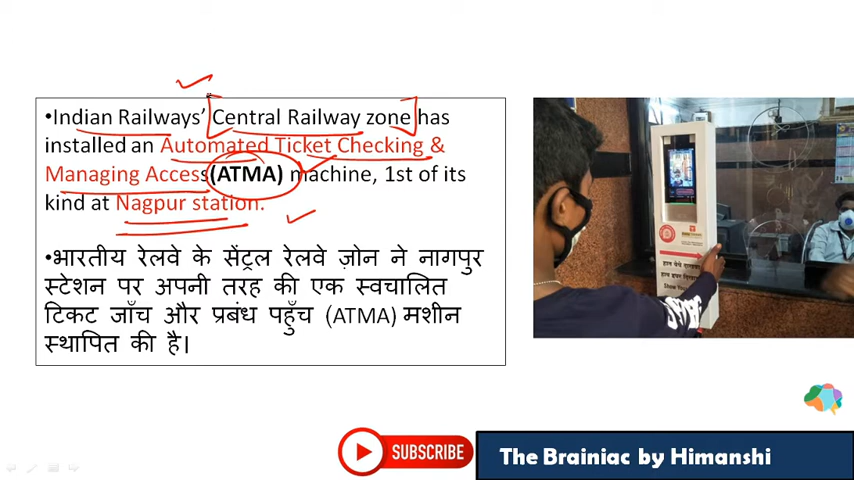 •Indian Railways’ Central Railway zone has
installed an Automated Ticket Checking &
Managing Access(ATMA) machine, 1st of its
kind at Nagpur station.
•भारतीय रेलवे के सेंट्रल रेलवे ज़ोन ने नागपुर
स्टेशन पर अपनी तरह की एक स्वचालित
टिकट जाँच और प्रबंध पहुँच (ATMA) मशीन
स्थापित की है।
SUBSCRIBE
The Brainiac by Himanshi